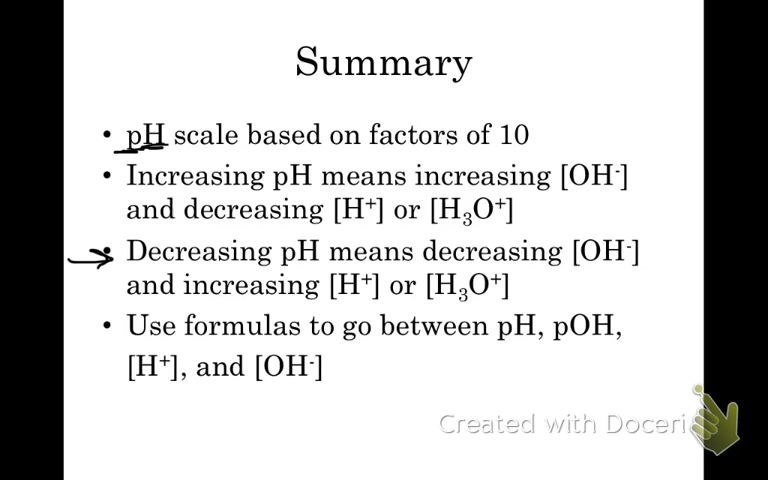 Summary
• pH scale based on factors of 10
• Increasing pH means increasing [OH⁻]
and decreasing [H⁺] or [H₃O⁺]
• Decreasing pH means decreasing [OH⁻]
and increasing [H⁺] or [H₃O⁺]
• Use formulas to go between pH, pOH,
[H⁺], and [OH⁻]
Created with Doceri